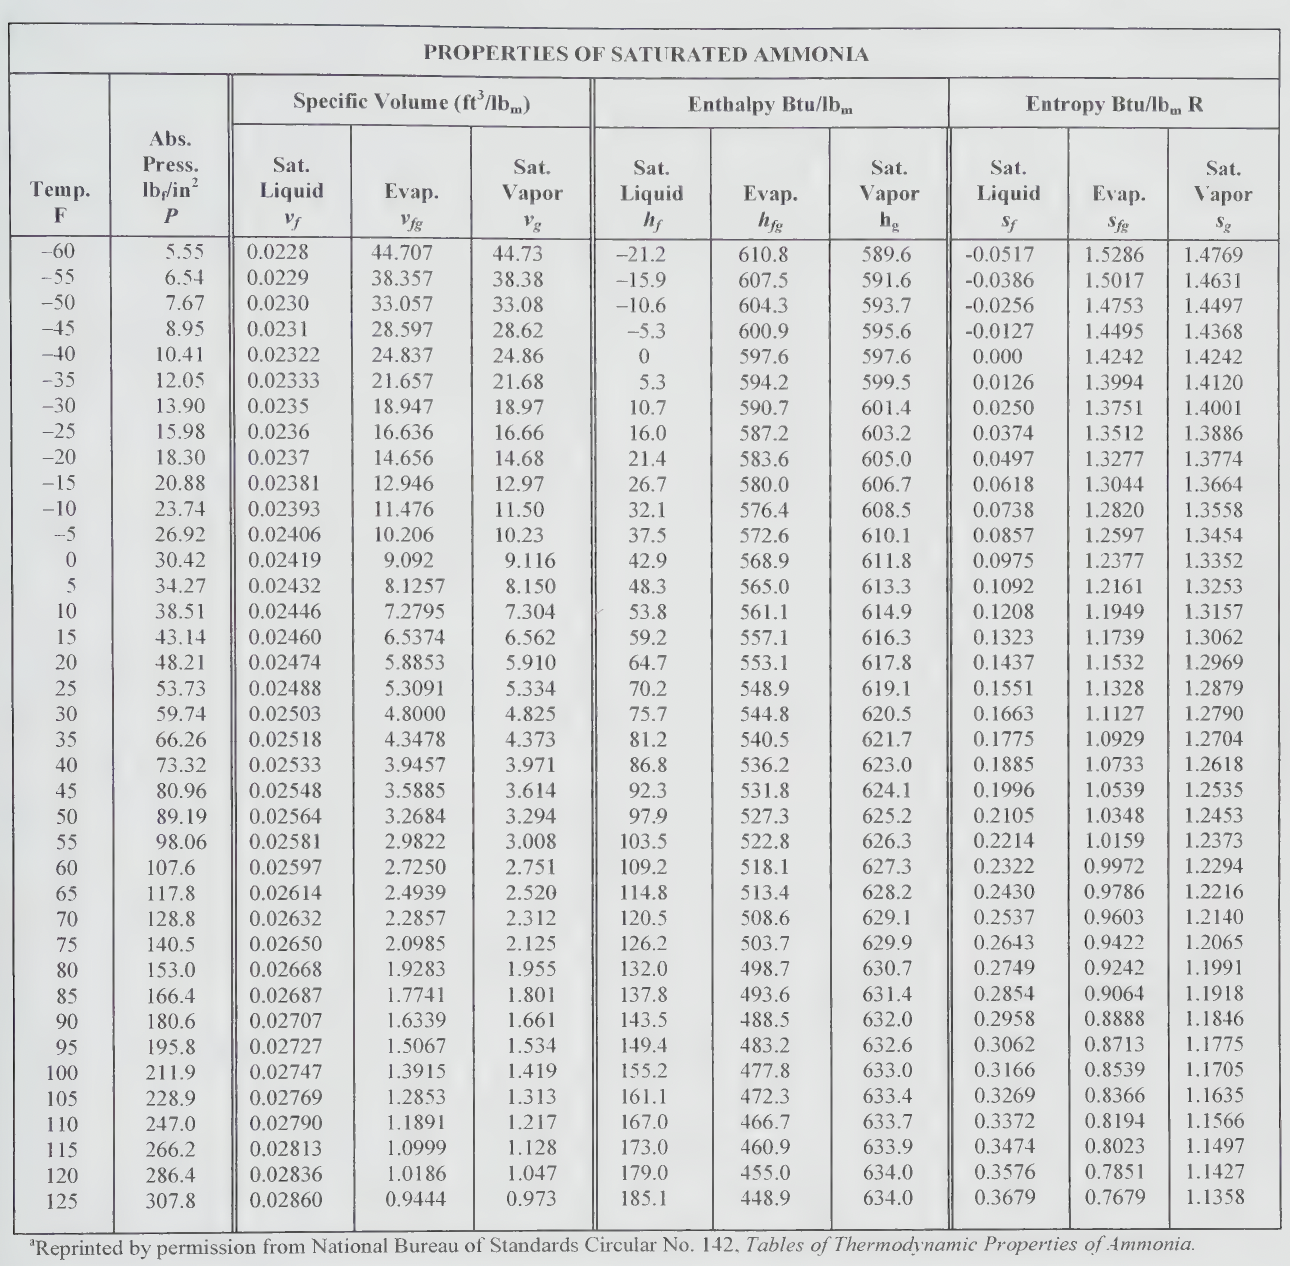 PROPERTIES OF SATURATED AMMONIA
Specific Volume (ft³/lbₘ) Enthalpy Btu/lbₘ Entropy Btu/lbₘ R
Temp. F Abs. Press. lbf/in² P Sat. Liquid vf Evap. vfg Sat. Vapor vg Sat. Liquid hf Evap. hfg Sat. Vapor hg Sat. Liquid sf Evap. sfg Sat. Vapor sg
–60 5.55 0.0228 44.707 44.73 –21.2 610.8 589.6 -0.0517 1.5286 1.4769
–55 6.54 0.0229 38.357 38.38 –15.9 607.5 591.6 -0.0386 1.5017 1.4631
–50 7.67 0.0230 33.057 33.08 –10.6 604.3 593.7 -0.0256 1.4753 1.4497
–45 8.95 0.0231 28.597 28.62 –5.3 600.9 595.6 -0.0127 1.4495 1.4368
–40 10.41 0.02322 24.837 24.86 0 597.6 597.6 0.000 1.4242 1.4242
–35 12.05 0.02333 21.657 21.68 5.3 594.2 599.5 0.0126 1.3994 1.4120
–30 13.90 0.0235 18.947 18.97 10.7 590.7 601.4 0.0250 1.3751 1.4001
–25 15.98 0.0236 16.636 16.66 16.0 587.2 603.2 0.0374 1.3512 1.3886
–20 18.30 0.0237 14.656 14.68 21.4 583.6 605.0 0.0497 1.3277 1.3774
–15 20.88 0.02381 12.946 12.97 26.7 580.0 606.7 0.0618 1.3044 1.3664
–10 23.74 0.02393 11.476 11.50 32.1 576.4 608.5 0.0738 1.2820 1.3558
–5 26.92 0.02406 10.206 10.23 37.5 572.6 610.1 0.0857 1.2597 1.3454
0 30.42 0.02419 9.092 9.116 42.9 568.9 611.8 0.0975 1.2377 1.3352
5 34.27 0.02432 8.1257 8.150 48.3 565.0 613.3 0.1092 1.2161 1.3253
10 38.51 0.02446 7.2795 7.304 53.8 561.1 614.9 0.1208 1.1949 1.3157
15 43.14 0.02460 6.5374 6.562 59.2 557.1 616.3 0.1323 1.1739 1.3062
20 48.21 0.02474 5.8853 5.910 64.7 553.1 617.8 0.1437 1.1532 1.2969
25 53.73 0.02488 5.3091 5.334 70.2 548.9 619.1 0.1551 1.1328 1.2879
30 59.74 0.02503 4.8000 4.825 75.7 544.8 620.5 0.1663 1.1127 1.2790
35 66.26 0.02518 4.3478 4.373 81.2 540.5 621.7 0.1775 1.0929 1.2704
40 73.32 0.02533 3.9457 3.971 86.8 536.2 623.0 0.1885 1.0733 1.2618
45 80.96 0.02548 3.5885 3.614 92.3 531.8 624.1 0.1996 1.0539 1.2535
50 89.19 0.02564 3.2684 3.294 97.9 527.3 625.2 0.2105 1.0348 1.2453
55 98.06 0.02581 2.9822 3.008 103.5 522.8 626.3 0.2214 1.0159 1.2373
60 107.6 0.02597 2.7250 2.751 109.2 518.1 627.3 0.2322 0.9972 1.2294
65 117.8 0.02614 2.4939 2.520 114.8 513.4 628.2 0.2430 0.9786 1.2216
70 128.8 0.02632 2.2857 2.312 120.5 508.6 629.1 0.2537 0.9603 1.2140
75 140.5 0.02650 2.0985 2.125 126.2 503.7 629.9 0.2643 0.9422 1.2065
80 153.0 0.02668 1.9283 1.955 132.0 498.7 630.7 0.2749 0.9242 1.1991
85 166.4 0.02687 1.7741 1.801 137.8 493.6 631.4 0.2854 0.9064 1.1918
90 180.6 0.02707 1.6339 1.661 143.5 488.5 632.0 0.2958 0.8888 1.1846
95 195.8 0.02727 1.5067 1.534 149.4 483.2 632.6 0.3062 0.8713 1.1775
100 211.9 0.02747 1.3915 1.419 155.2 477.8 633.0 0.3166 0.8539 1.1705
105 228.9 0.02769 1.2853 1.313 161.1 472.3 633.4 0.3269 0.8366 1.1635
110 247.0 0.02790 1.1891 1.217 167.0 466.7 633.7 0.3372 0.8194 1.1566
115 266.2 0.02813 1.0999 1.128 173.0 460.9 633.9 0.3474 0.8023 1.1497
120 286.4 0.02836 1.0186 1.047 179.0 455.0 634.0 0.3576 0.7851 1.1427
125 307.8 0.02860 0.9444 0.973 185.1 448.9 634.0 0.3679 0.7679 1.1358
ᵃReprinted by permission from National Bureau of Standards Circular No. 142, Tables of Thermodynamic Properties of Ammonia.